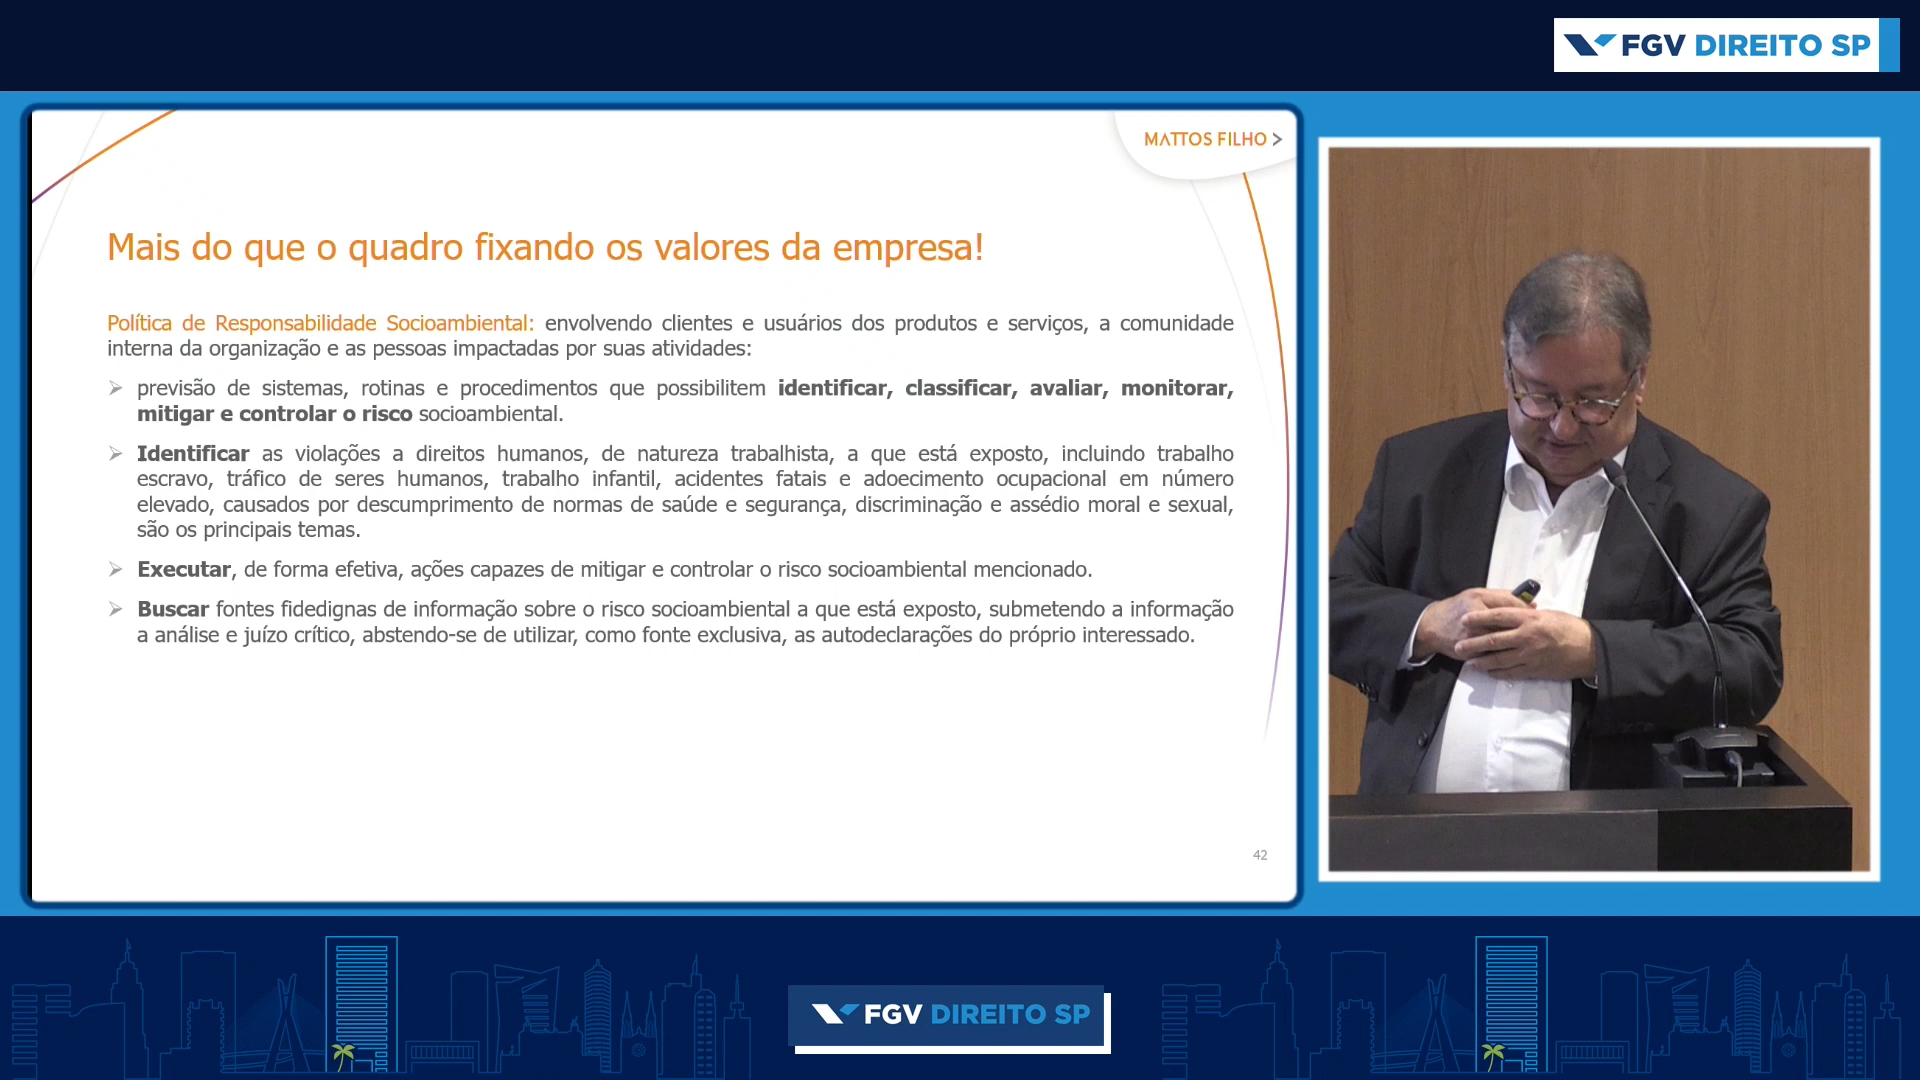 FGV DIREITO SP
MATTOS FILHO >
Mais do que o quadro fixando os valores da empresa!
Política de Responsabilidade Socioambiental: envolvendo clientes e usuários dos produtos e serviços, a comunidade
interna da organização e as pessoas impactadas por suas atividades:
previsão de sistemas, rotinas e procedimentos que possibilitem identificar, classificar, avaliar, monitorar,
mitigar e controlar o risco socioambiental.
Identificar as violações a direitos humanos, de natureza trabalhista, a que está exposto, incluindo trabalho
escravo, tráfico de seres humanos, trabalho infantil, acidentes fatais e adoecimento ocupacional em número
elevado, causados por descumprimento de normas de saúde e segurança, discriminação e assédio moral e sexual,
são os principais temas.
Executar, de forma efetiva, ações capazes de mitigar e controlar o risco socioambiental mencionado.
Buscar fontes fidedignas de informação sobre o risco socioambiental a que está exposto, submetendo a informação
a análise e juízo crítico, abstendo-se de utilizar, como fonte exclusiva, as autodeclarações do próprio interessado.
42
FGV DIREITO SP